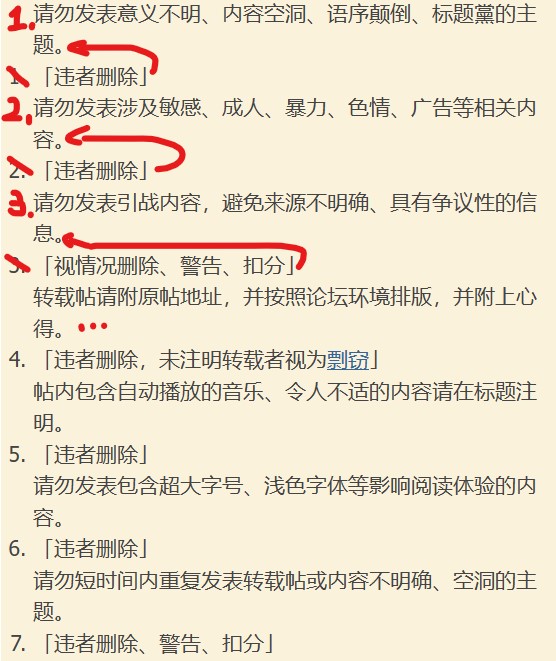 1. 请勿发表意义不明、内容空洞、语序颠倒、标题黨的主
题。
1. 「违者删除」
2. 请勿发表涉及敏感、成人、暴力、色情、广告等相关内
容。
2. 「违者删除」
3. 请勿发表引战内容，避免来源不明确、具有争议性的信
息。
3. 「视情况删除、警告、扣分」
转载帖请附原帖地址，并按照论坛环境排版，并附上心
得。...
4. 「违者删除，未注明转载者视为剽窃」
帖内包含自动播放的音乐、令人不适的内容请在标题注
明。
5. 「违者删除」
请勿发表包含超大字号、浅色字体等影响阅读体验的内
容。
6. 「违者删除」
请勿短时间内重复发表转载帖或内容不明确、空洞的主
题。
7. 「违者删除、警告、扣分」